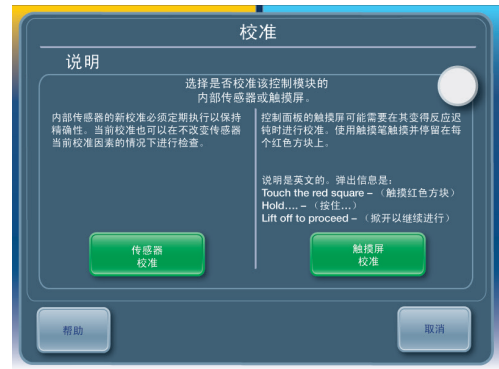 校准
说明
选择是否校准该控制模块的
内部传感器或触摸屏。
内部传感器的新校准必须定期执行以保持
精确性。当前校准也可以在不改变传感器
当前校准因素的情况下进行检查。
控制面板的触摸屏可能需要在其变得反应迟
钝时进行校准。使用触摸笔触摸并停留在每
个红色方块上。
说明是英文的。弹出信息是：
Touch the red square – （触摸红色方块）
Hold.... – （按住...）
Lift off to proceed – （掀开以继续进行）
传感器
校准
触摸屏
校准
帮助
取消